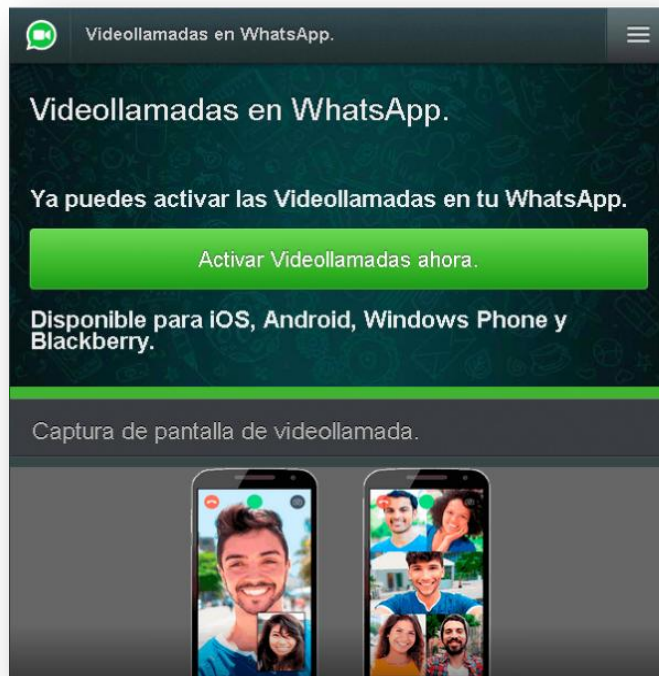 Videollamadas en WhatsApp.
Videollamadas en WhatsApp.
Ya puedes activar las Videollamadas en tu WhatsApp.
Activar Videollamadas ahora.
Disponible para iOS, Android, Windows Phone y
Blackberry.
Captura de pantalla de videollamada.